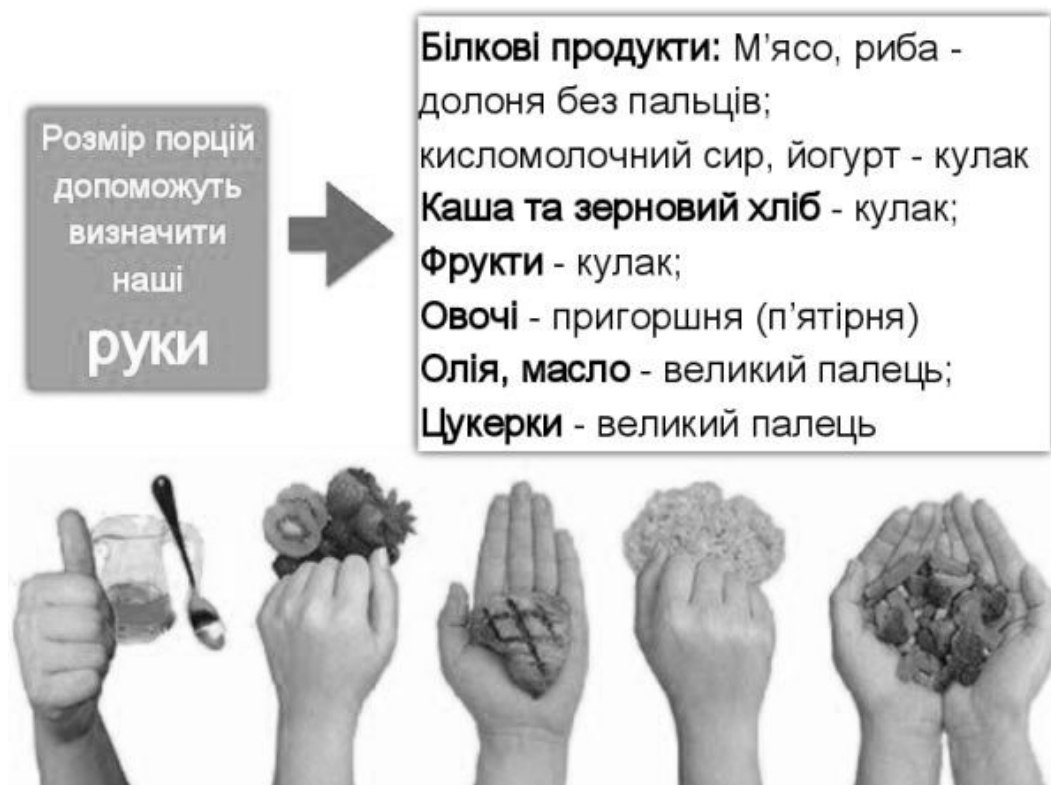 Розмір порцій
допоможуть
визначити
наші
руки
Білкові продукти: М'ясо, риба -
долоня без пальців;
кисломолочний сир, йогурт - кулак
Каша та зерновий хліб - кулак;
Фрукти - кулак;
Овочі - пригоршня (п'ятірня)
Олія, масло - великий палець;
Цукерки - великий палець